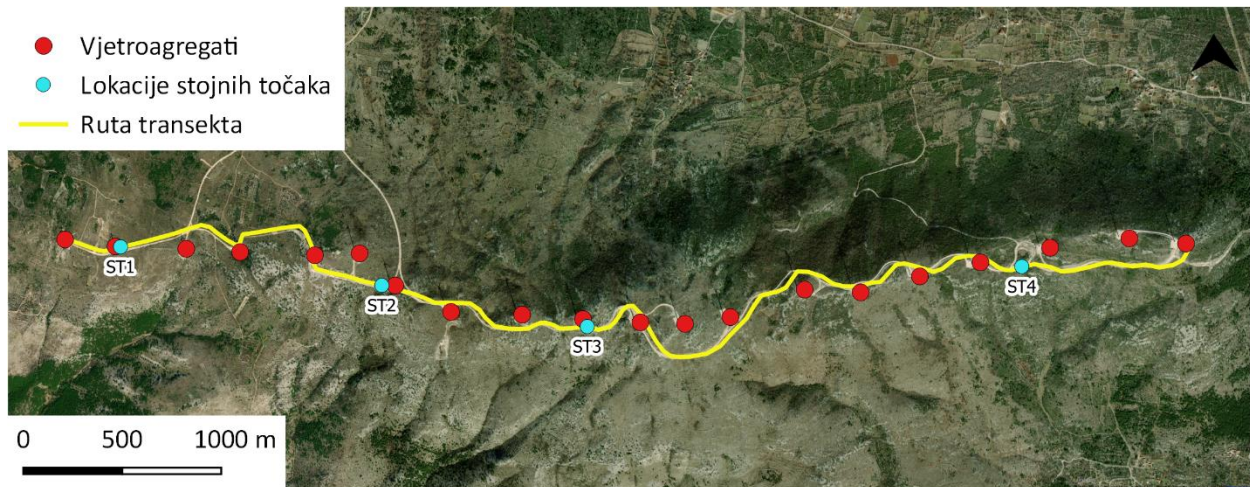 Vjetroagregati
Lokacije stojnih točaka
Ruta transekta
ST1
ST2
ST3
ST4
0 500 1000 m